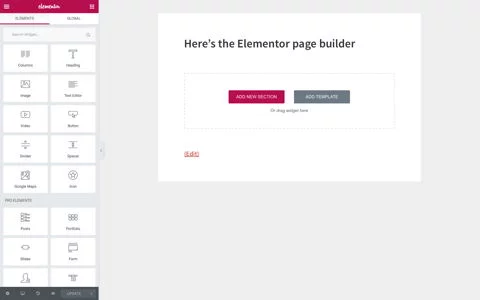 elementor
ELEMENTS
GLOBAL
Search Widget...
Columns
Heading
Image
Text Editor
Video
Button
Divider
Spacer
Google Maps
Icon
PRO ELEMENTS
Posts
Portfolio
Slides
Form
UPDATE
Here's the Elementor page builder
ADD NEW SECTION
ADD TEMPLATE
Or drag widget here
(Edit)